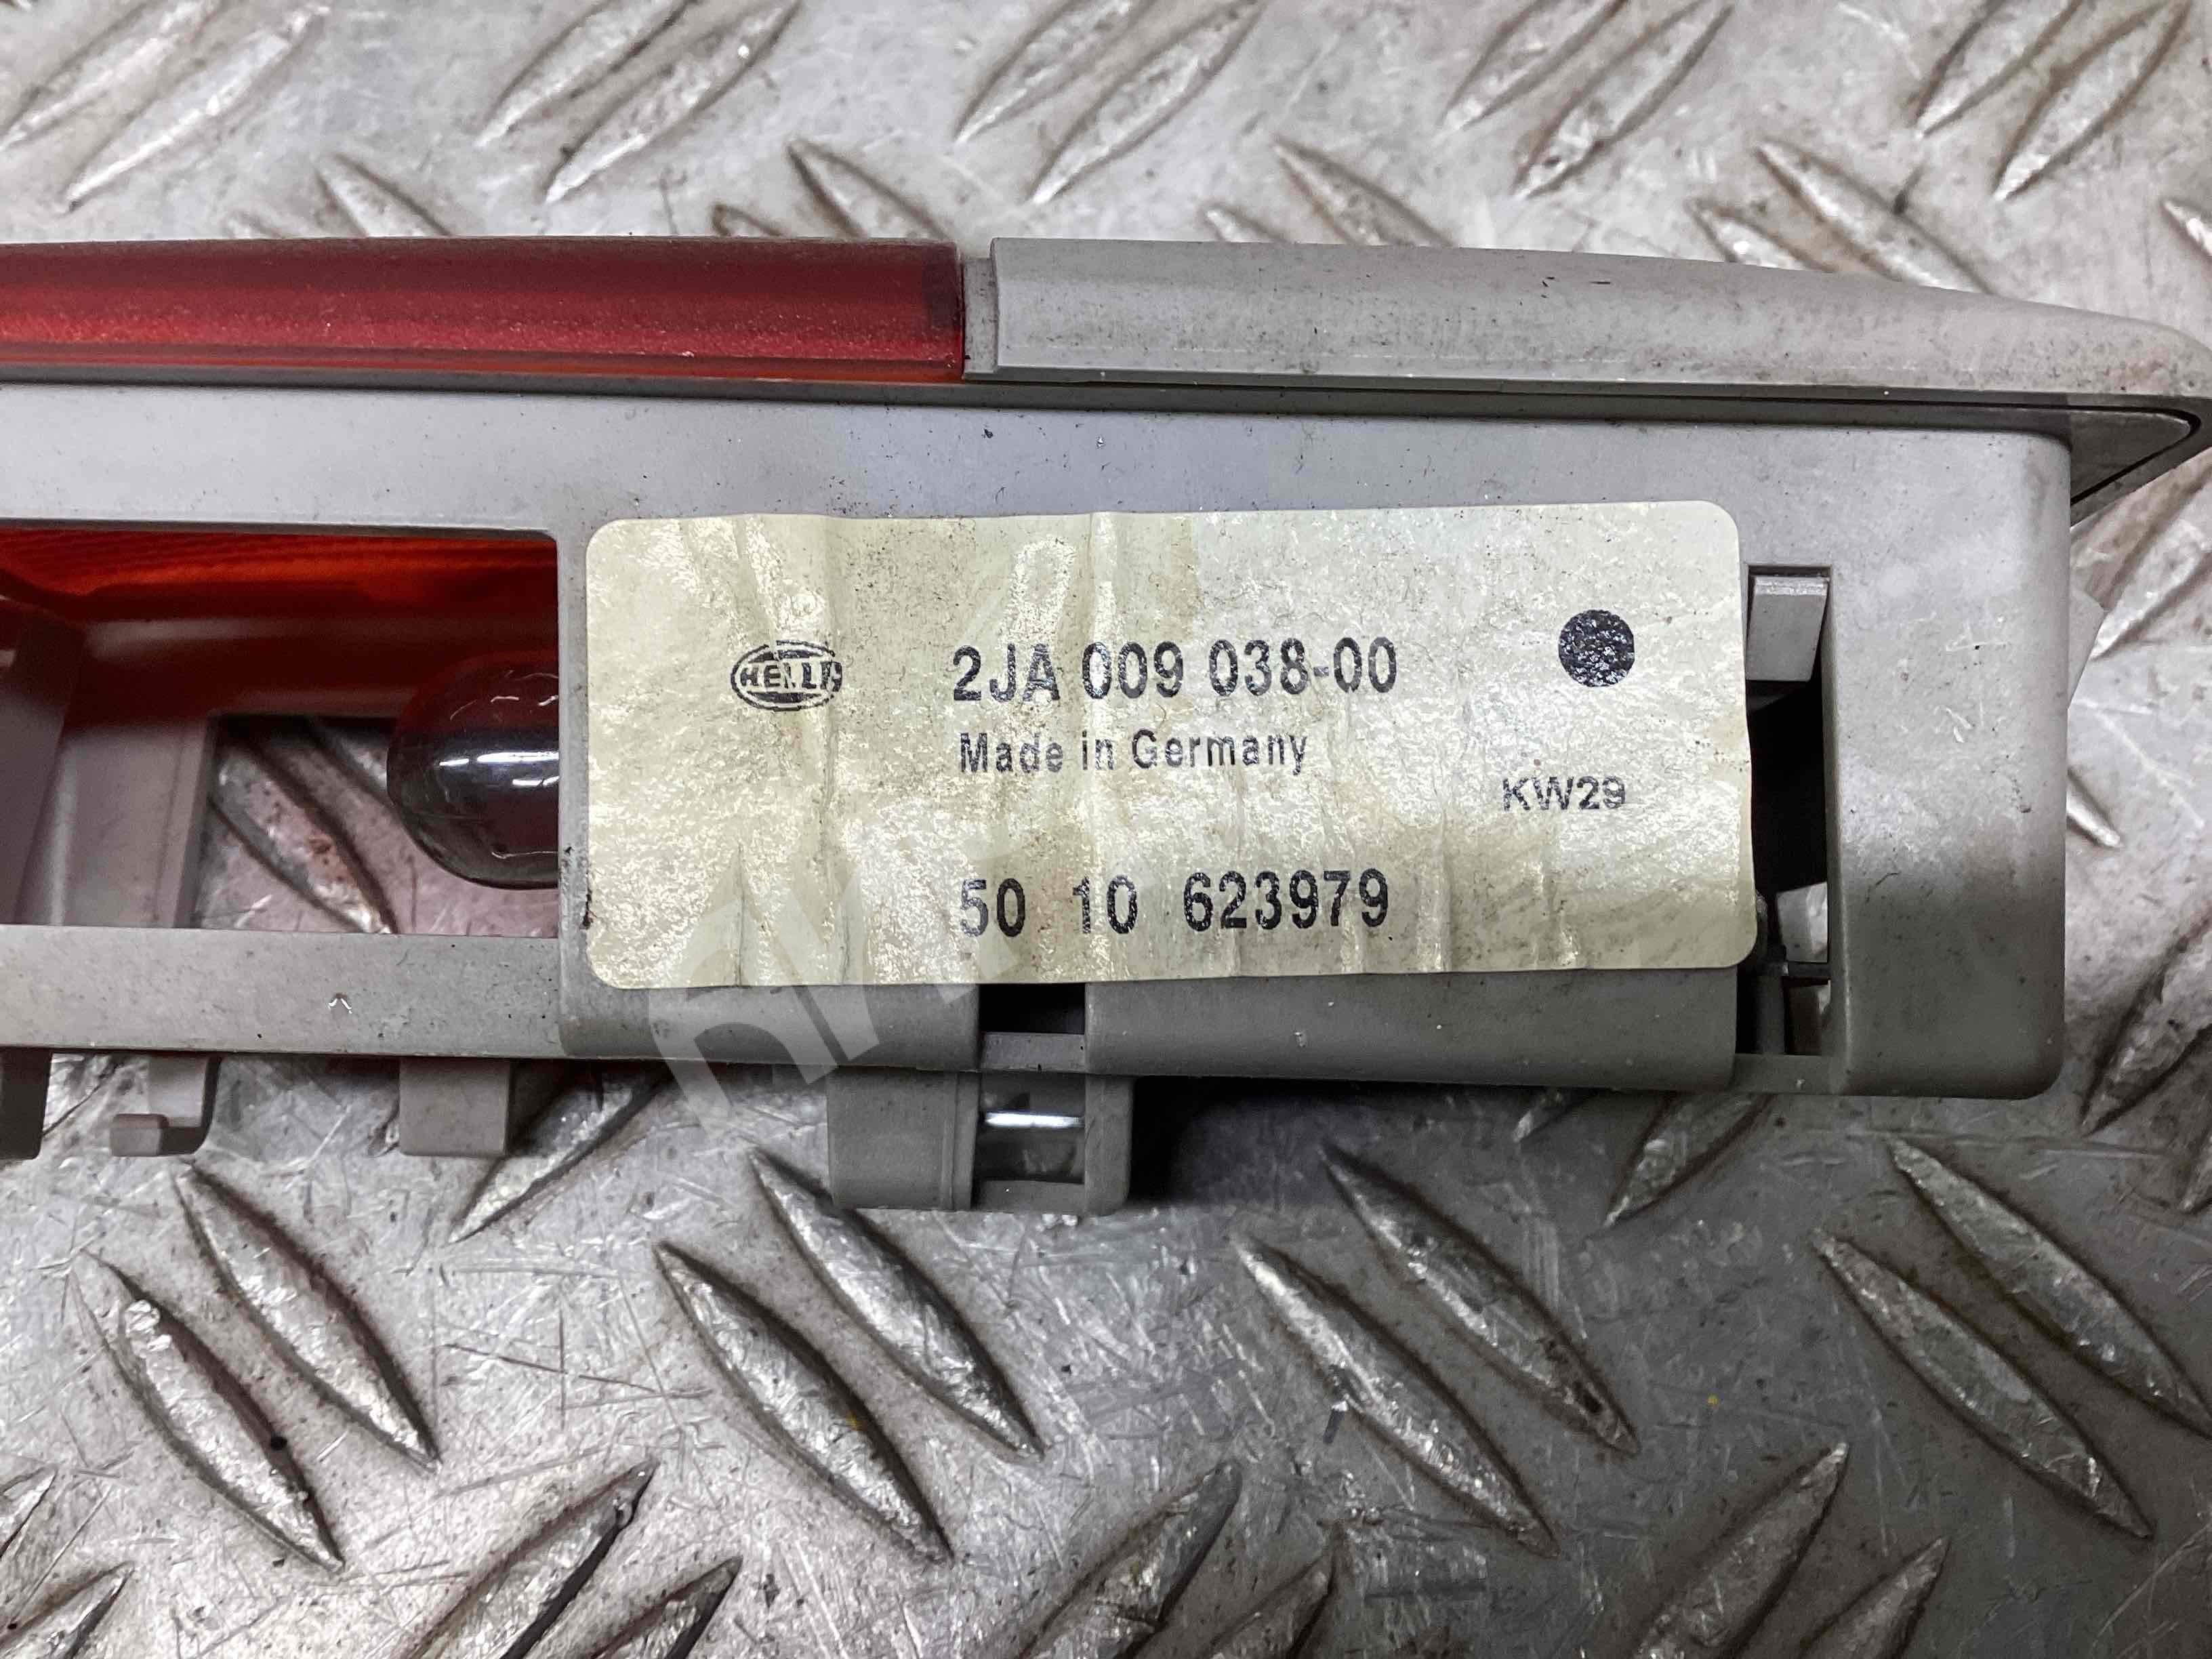 HELLA
2JA 009 038-00
Made in Germany
KW29
50 10 623979